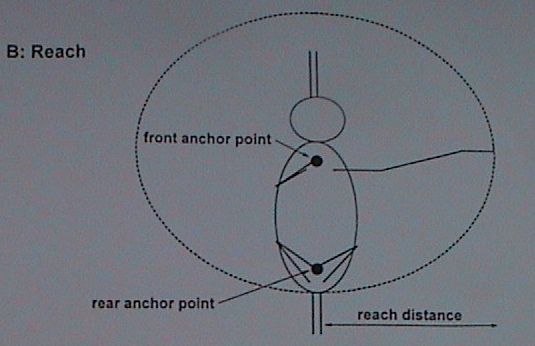 B: Reach
front anchor point
rear anchor point
reach distance